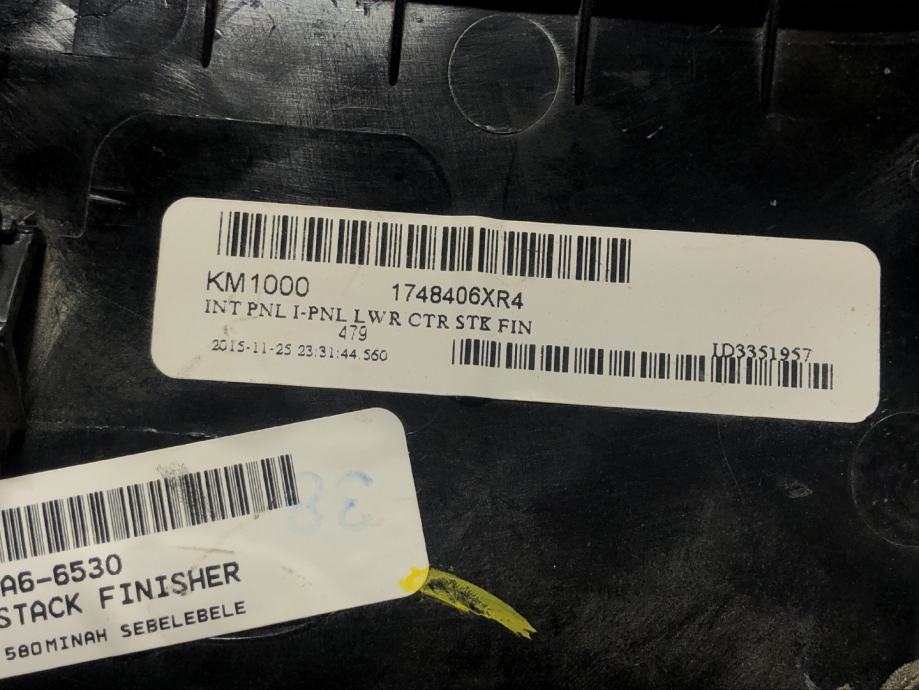 KM1000 1748406XR4
INT PNL I-PNL LWR CTR STK FIN
479
2015-11-25 23:31:44.560
ID3351957
38
A6-6530
STACK FINISHER
580MINAH SEBELEBELE